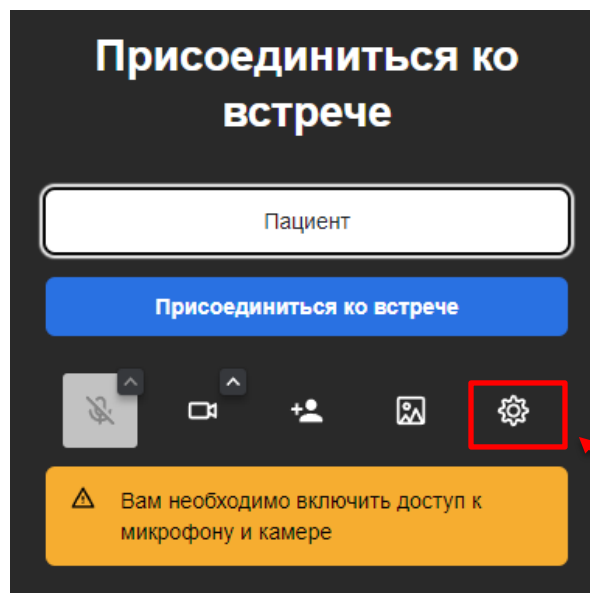 Присоединиться ко
встрече
Пациент
Присоединиться ко встрече
Вам необходимо включить доступ к
микрофону и камере